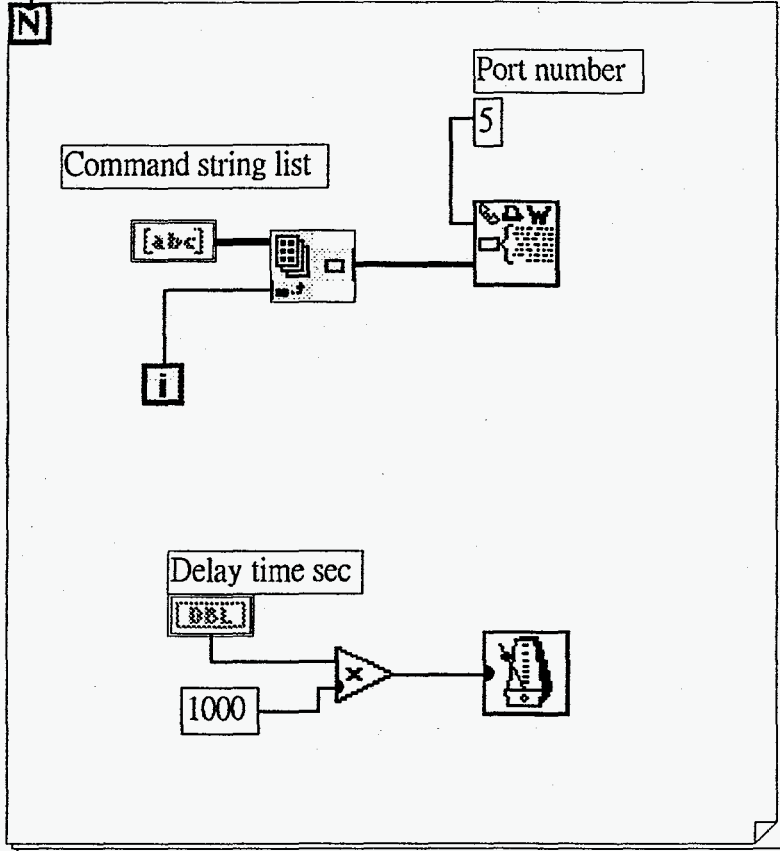 N
Port number
5
Command string list
[abc]
W
i
Delay time sec
DBL
x
1000